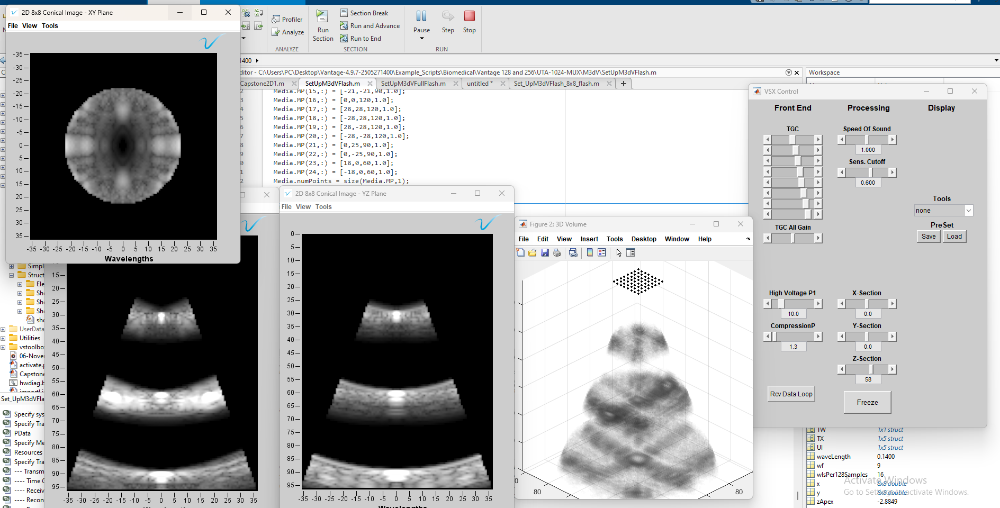 2D 8x8 Conical Image - XY Plane
File View Tools
-35
-30
-25
-20
-15
-10
-5
0
5
10
15
20
25
30
35
-35 -30 -25 -20 -15 -10 -5 0 5 10 15 20 25 30 35
Wavelengths
Profiler
Analyze
ANALYZE
Run
Section
Section Break
Run and Advance
Run to End
SECTION
Pause
Step
Stop
RUN
1400
ditor - C:\Users\PC\Desktop\Vantage-4.9.7-2505271400\Example_Scripts\Biomedical\Vantage 128 and 256\UTA-1024-MUX\M3dV\SetUpM3dVFlash.m
Capstone2D1.m SetUpM3dVFlash.m SetUpM3dVFullFlash.m untitled * Set_UpM3dVFlash_8x8_flash.m +
2 Media.MP(15,:) = [-21,-21,90,1.0];
3 Media.MP(16,:) = [0,0,120,1.0];
4 Media.MP(17,:) = [28,28,120,1.0];
5 Media.MP(18,:) = [-28,28,120,1.0];
6 Media.MP(19,:) = [28,-28,120,1.0];
7 Media.MP(20,:) = [-28,-28,120,1.0];
8 Media.MP(21,:) = [0,25,90,1.0];
9 Media.MP(22,:) = [0,-25,90,1.0];
0 Media.MP(23,:) = [18,0,60,1.0];
1 Media.MP(24,:) = [-18,0,60,1.0];
2 Media.numPoints = size(Media.MP,1);
Workspace
VSX Control
Front End Processing Display
TGC
TGC All Gain
High Voltage P1
10.0
CompressionP
1.3
Rcv Data Loop
Speed Of Sound
1.000
Sens. Cutoff
0.600
X-Section
0.0
Y-Section
0.0
Z-Section
58
Freeze
Tools
none
PreSet
Save Load
Simpl
Struct
Ele
Sho
Sho
Sho
sho
UserData
Utilities
vstoolbo
06-Nove
activate.
Capston
hwdiag.
importLi
Set_UpM3dVFla
Specify sys
Specify Tra
PData
Specify Me
Resources
Specify Tra
--- Transm
---- Time G
---- Receiv
---- Recon
15
20
25
30
35
40
45
50
55
60
65
70
75
80
85
90
95
-35 -30 -25 -20 -15 -10 -5 0 5 10 15 20 25 30 35
2D 8x8 Conical Image - YZ Plane
File View Tools
0
5
10
15
20
25
30
35
40
45
50
55
60
65
70
75
80
85
90
95
-35 -30 -25 -20 -15 -10 -5 0 5 10 15 20 25 30 35
Wavelengths
Figure 2: 3D Volume
File Edit View Insert Tools Desktop Window Help
0
80
80
TW 1x1 struct
TX 1x5 struct
UI 1x5 struct
waveLength 0.1400
wf 9
wlsPer128Samples 16
x 8x8 double
y 8x8 double
zApex -2.8849
Activate Windows
Go to Settings to activate Windows.